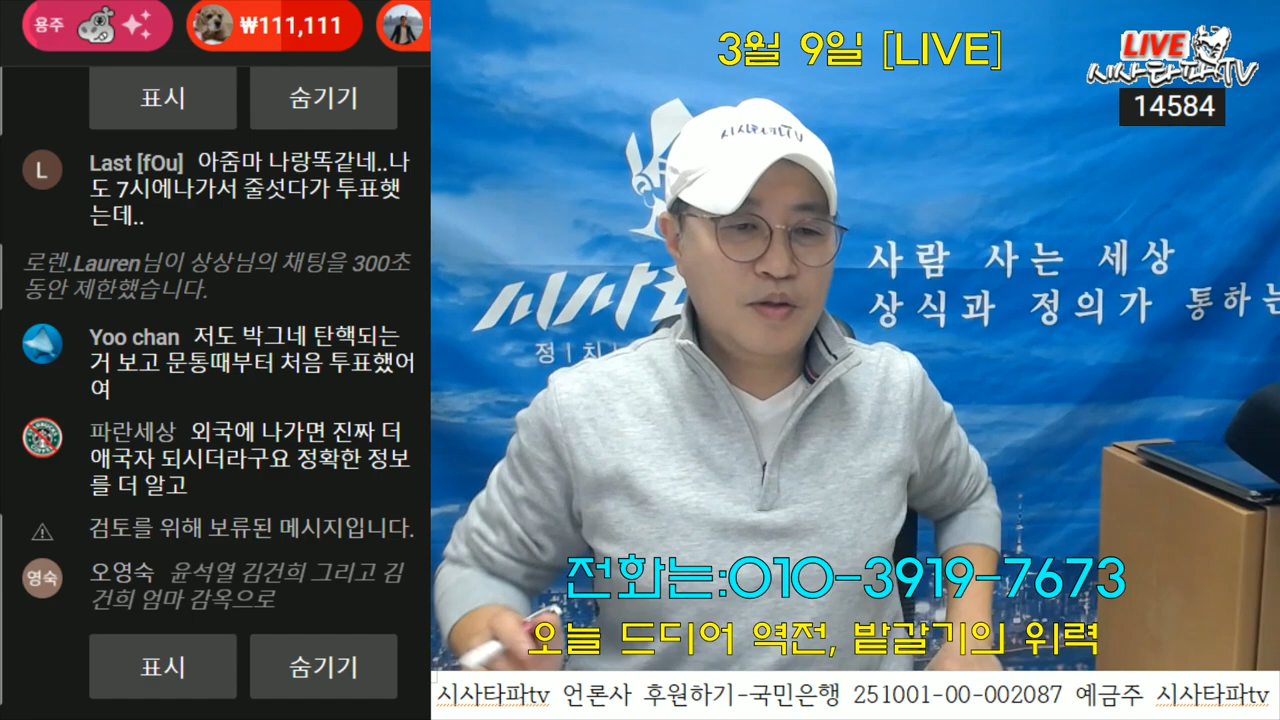 용주
₩111,111
표시
숨기기
L
Last [fOu] 아줌마 나랑똑같네..나
도 7시에나가서 줄섯다가 투표햇
는데..
로렌.Lauren님이 상상님의 채팅을 300초
동안 제한했습니다.
Yoo chan 저도 박그네 탄핵되는
거 보고 문통때부터 처음 투표했어
여
파란세상 외국에 나가면 진짜 더
애국자 되시더라구요 정확한 정보
를 더 알고
검토를 위해 보류된 메시지입니다.
영숙
오영숙 윤석열 김건희 그리고 김
건희 엄마 감옥으로
표시
숨기기
3월 9일 [LIVE]
LIVE
시사타파TV
14584
시사타파TV
시사타
정|치
사람 사는 세상
상식과 정의가 통하는
전화는:010-3919-7673
오늘 드디어 역전, 밭갈기의 위력
시사타파tv 언론사 후원하기-국민은행 251001-00-002087 예금주 시사타파tv